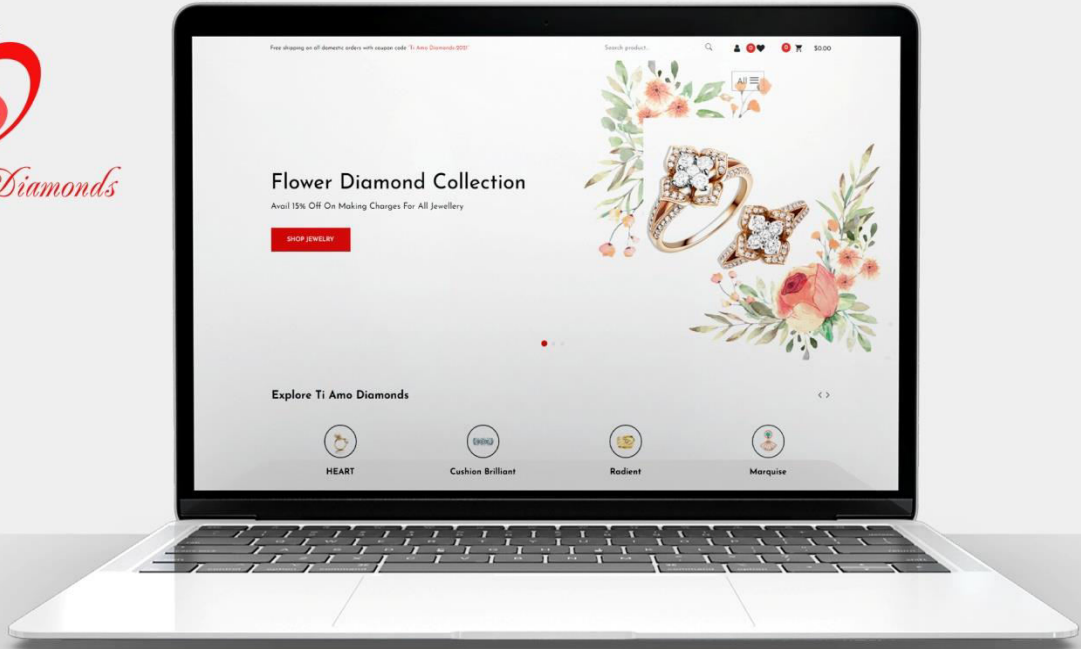 Diamonds
Free shipping on all domestic orders with coupon code 'Ti Amo Diamonds-2021'
Search product..
0
0
$0.00
All
Flower Diamond Collection
Avail 15% Off On Making Charges For All Jewellery
SHOP JEWELRY
Explore Ti Amo Diamonds
< >
HEART
Cushion Brilliant
Radient
Marquise